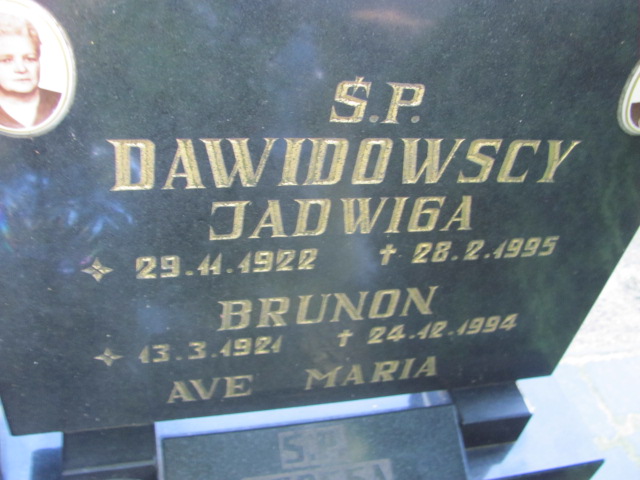 Ś.P.
DAWIDOWSCY
JADWIGA
29.11.1922 † 28.2.1995
BRUNON
13.3.1921 † 24.12.1994
AVE MARIA
Ś.P.